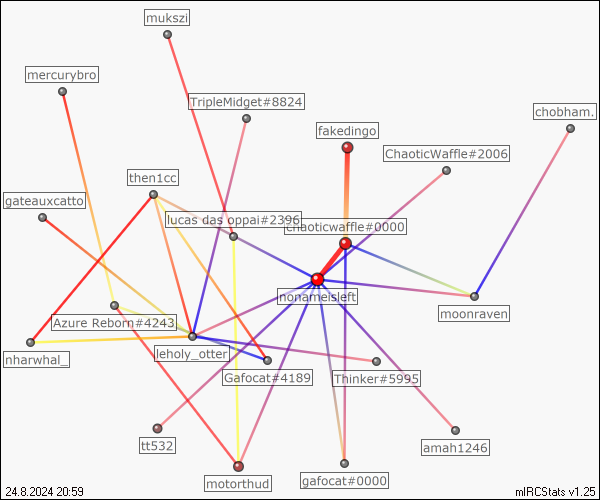 mukszi
mercurybro
TripleMidget#8824
chobham.
fakedingo
ChaoticWaffle#2006
then1cc
gateauxcatto
lucas das oppai#2396
chaoticwaffle#0000
nonameisleft
moonraven
Azure Reborn#4243
nharwhal_
leholy_otter
Gafocat#4189
Thinker#5995
tt532
amah1246
motorthud
gafocat#0000
24.8.2024 20:59
mIRCStats v1.25